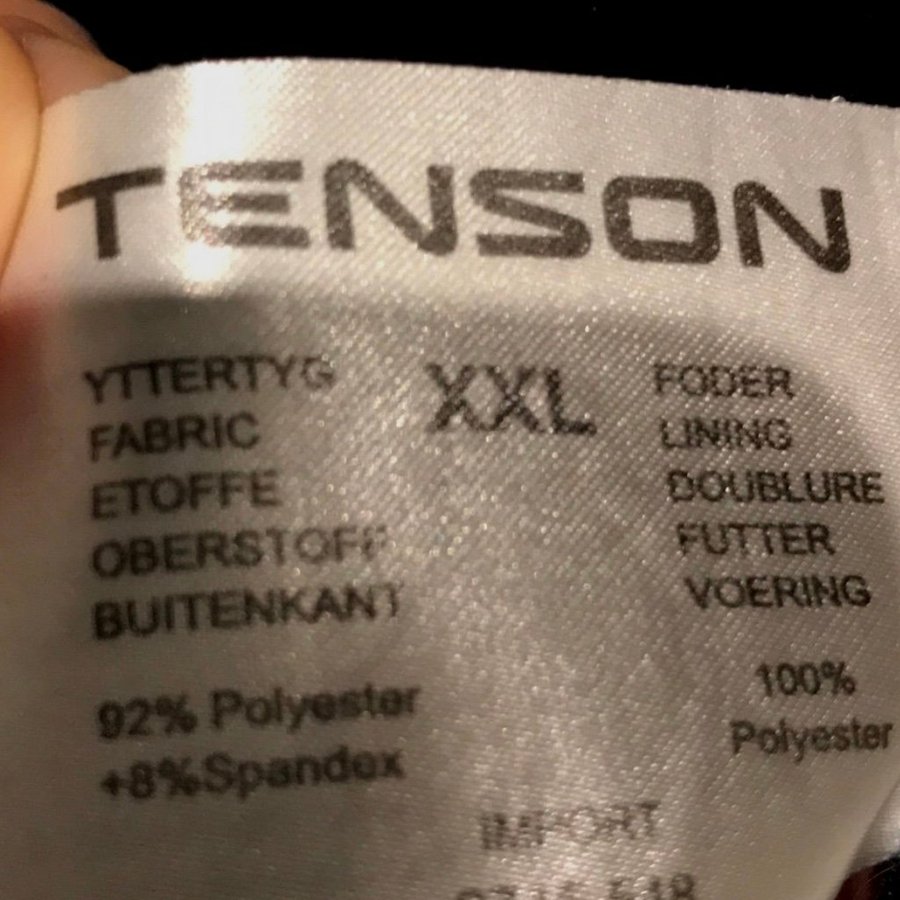 TENSON
YTTERTYG
FABRIC
ETOFFE
OBERSTOFF
BUITENKANT
92% Polyester
+8%Spandex
XXL
FODER
LINING
DOUBLURE
FUTTER
VOERING
100%
Polyester
IMPORT